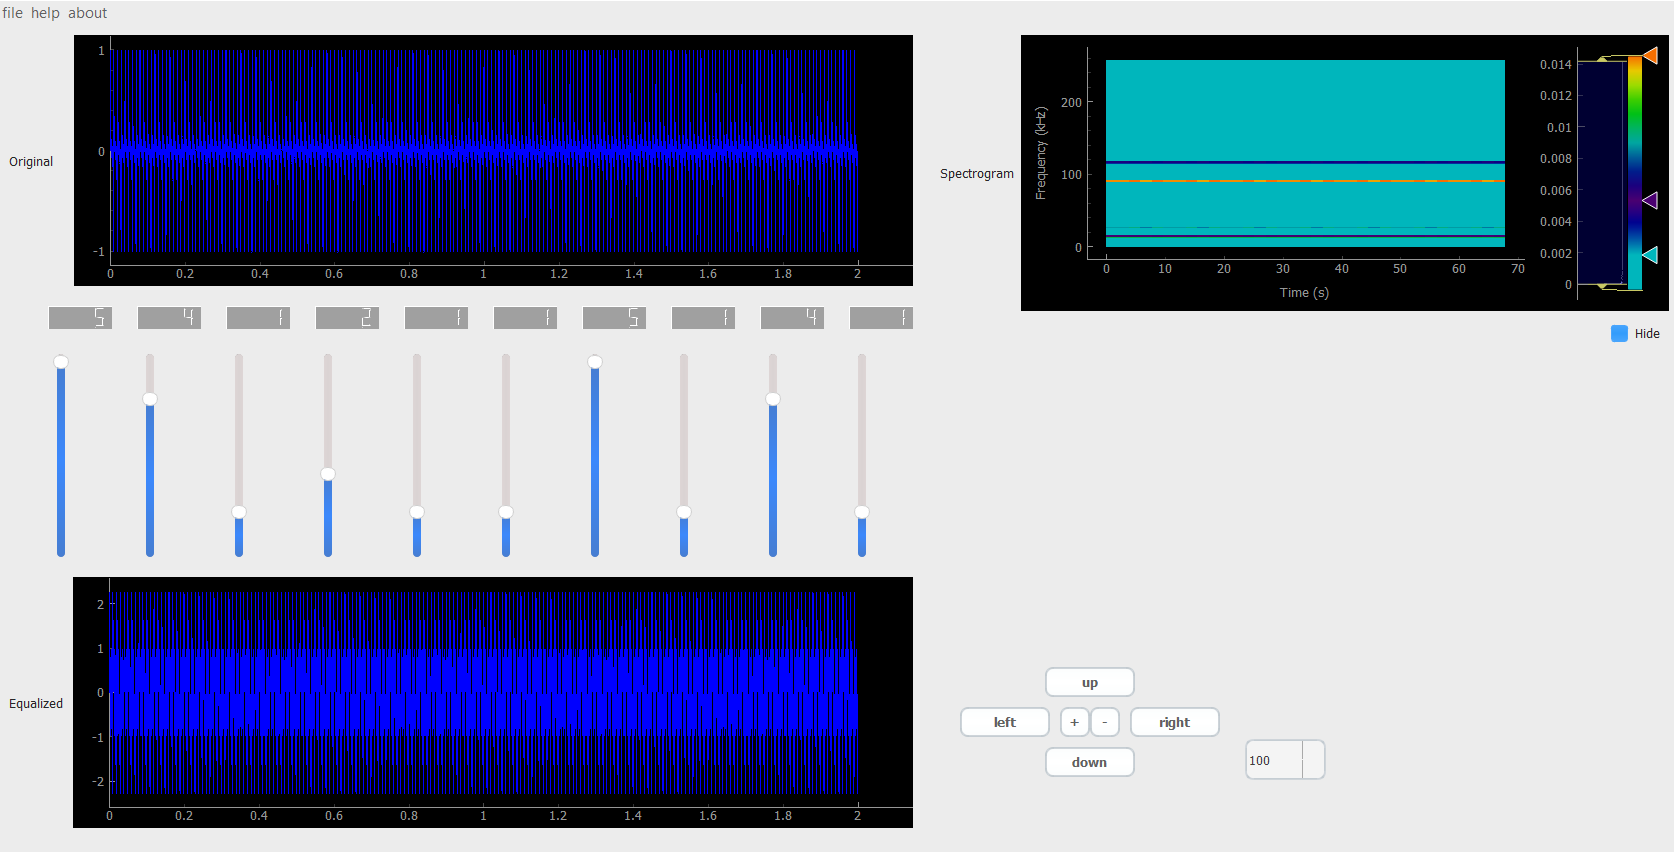 file help about
Original
1
0
-1
0 0.2 0.4 0.6 0.8 1 1.2 1.4 1.6 1.8 2
Spectrogram
Frequency (kHz)
200
100
0
0 10 20 30 40 50 60 70
Time (s)
0.014
0.012
0.01
0.008
0.006
0.004
0.002
0
Hide
5 4 1 2 1 1 5 1 4 1
Equalized
2
1
0
-1
-2
0 0.2 0.4 0.6 0.8 1 1.2 1.4 1.6 1.8 2
up
left + - right
down
100